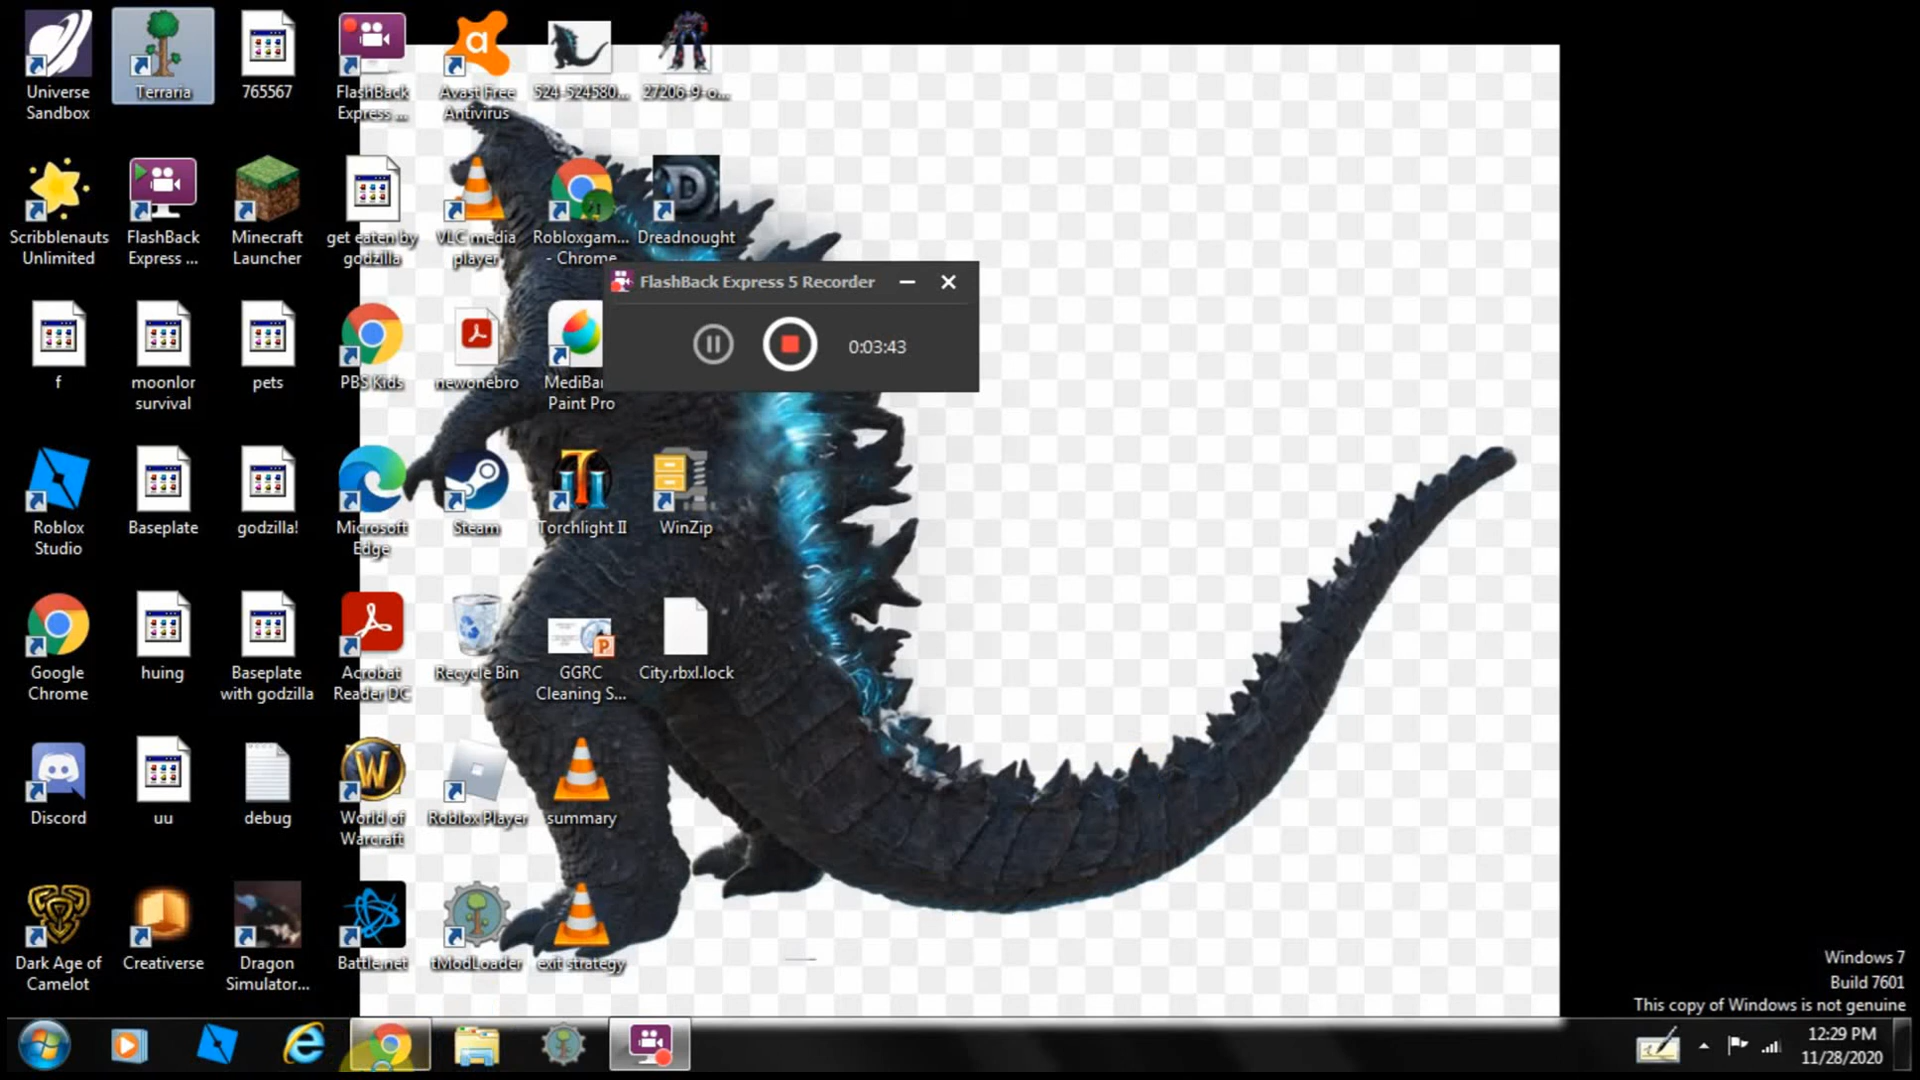 Universe
Sandbox
Terraria
765567
FlashBack
Express ...
Avast Free
Antivirus
524-524580...
27206-9-o...
Scribblenauts
Unlimited
FlashBack
Express ...
Minecraft
Launcher
get eaten by
godzilla
VLC media
player
Robloxgam...
- Chrome
Dreadnought
FlashBack Express 5 Recorder
0:03:43
f
moonlor
survival
pets
PBS Kids
newonebro
MediBa
Paint Pro
Roblox
Studio
Baseplate
godzilla!
Microsoft
Edge
Steam
Torchlight II
WinZip
Google
Chrome
huing
Baseplate
with godzilla
Acrobat
Reader DC
Recycle Bin
GGRC
Cleaning S...
City.rbxl.lock
Discord
uu
debug
World of
Warcraft
Roblox Player
summary
Dark Age of
Camelot
Creativerse
Dragon
Simulator...
Battle.net
tModLoader
exit strategy
Windows 7
Build 7601
This copy of Windows is not genuine
12:29 PM
11/28/2020